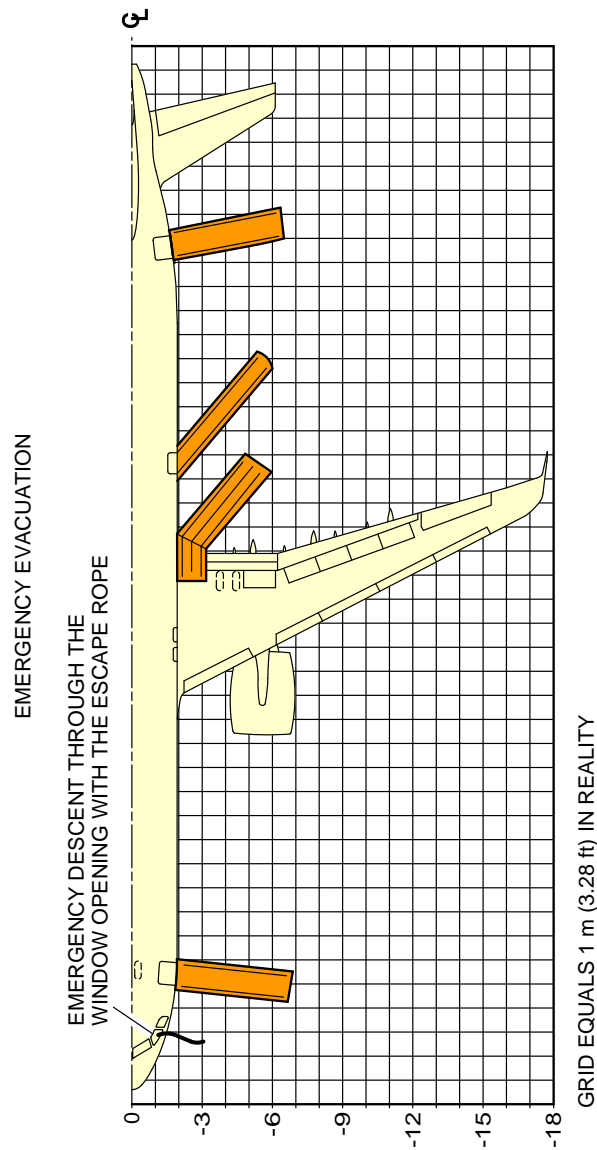 EMERGENCY EVACUATION
EMERGENCY DESCENT THROUGH THE
WINDOW OPENING WITH THE ESCAPE ROPE
℄
0
-3
-6
-9
-12
-15
-18
GRID EQUALS 1 m (3.28 ft) IN REALITY